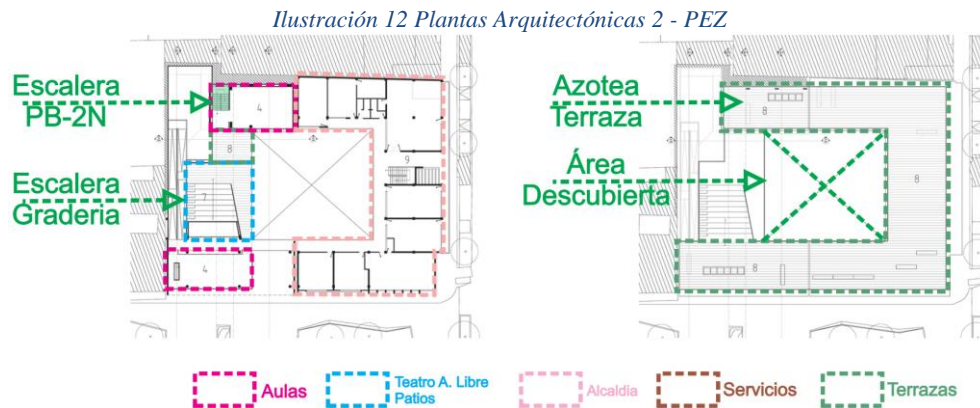 Ilustración 12 Plantas Arquitectónicas 2 - PEZ
Escalera
PB-2N
Escalera
Graderia
4
8
7
4
9
Azotea
Terraza
Área
Descubierta
8
8
8
Aulas
Teatro A. Libre
Patios
Alcaldia
Servicios
Terrazas